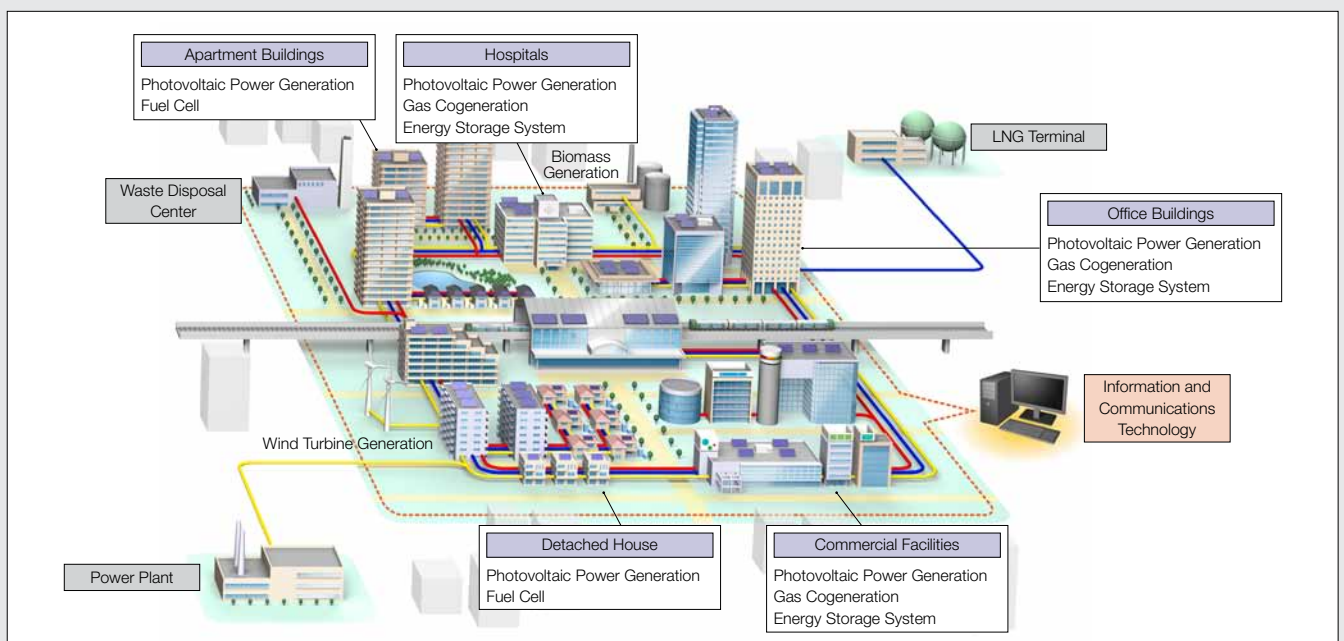 Apartment Buildings
Photovoltaic Power Generation
Fuel Cell
Hospitals
Photovoltaic Power Generation
Gas Cogeneration
Energy Storage System
Biomass
Generation
LNG Terminal
Waste Disposal
Center
Office Buildings
Photovoltaic Power Generation
Gas Cogeneration
Energy Storage System
Information and
Communications
Technology
Wind Turbine Generation
Power Plant
Detached House
Photovoltaic Power Generation
Fuel Cell
Commercial Facilities
Photovoltaic Power Generation
Gas Cogeneration
Energy Storage System